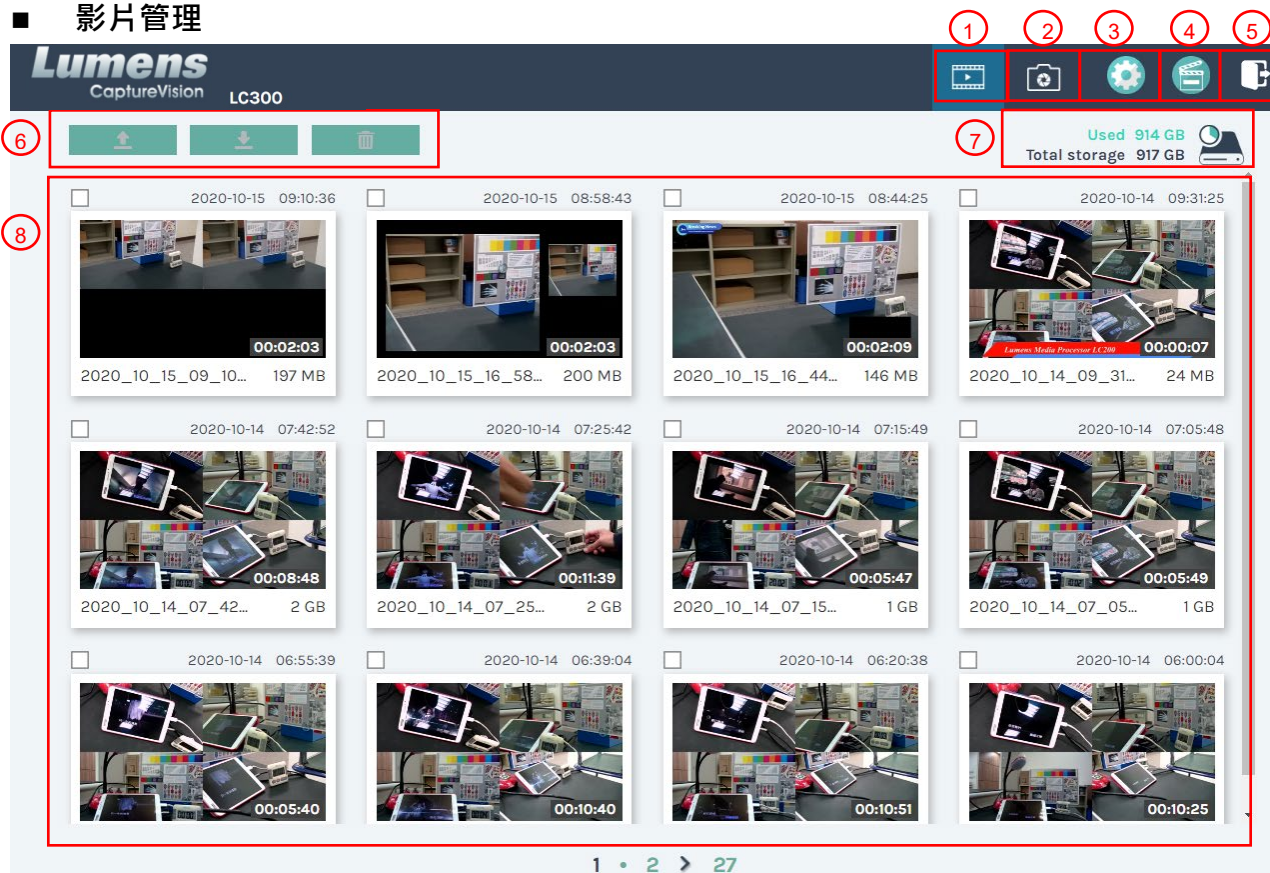 ■ 影片管理
1 2 3 4 5
Lumens
CaptureVision LC300
6
7
Used 914 GB
Total storage 917 GB
8
2020-10-15 09:10:36 2020-10-15 08:58:43 2020-10-15 08:44:25 2020-10-14 09:31:25
Lumens Media Processor LC200
00:02:03 00:02:03 00:02:09 00:00:07
2020_10_15_09_10... 197 MB 2020_10_15_16_58... 200 MB 2020_10_15_16_44... 146 MB 2020_10_14_09_31... 24 MB
2020-10-14 07:42:52 2020-10-14 07:25:42 2020-10-14 07:15:49 2020-10-14 07:05:48
00:08:48 00:11:39 00:05:47 00:05:49
2020_10_14_07_42... 2 GB 2020_10_14_07_25... 2 GB 2020_10_14_07_15... 1 GB 2020_10_14_07_05... 1 GB
2020-10-14 06:55:39 2020-10-14 06:39:04 2020-10-14 06:20:38 2020-10-14 06:00:04
00:05:40 00:10:40 00:10:51 00:10:25
1 • 2 > 27